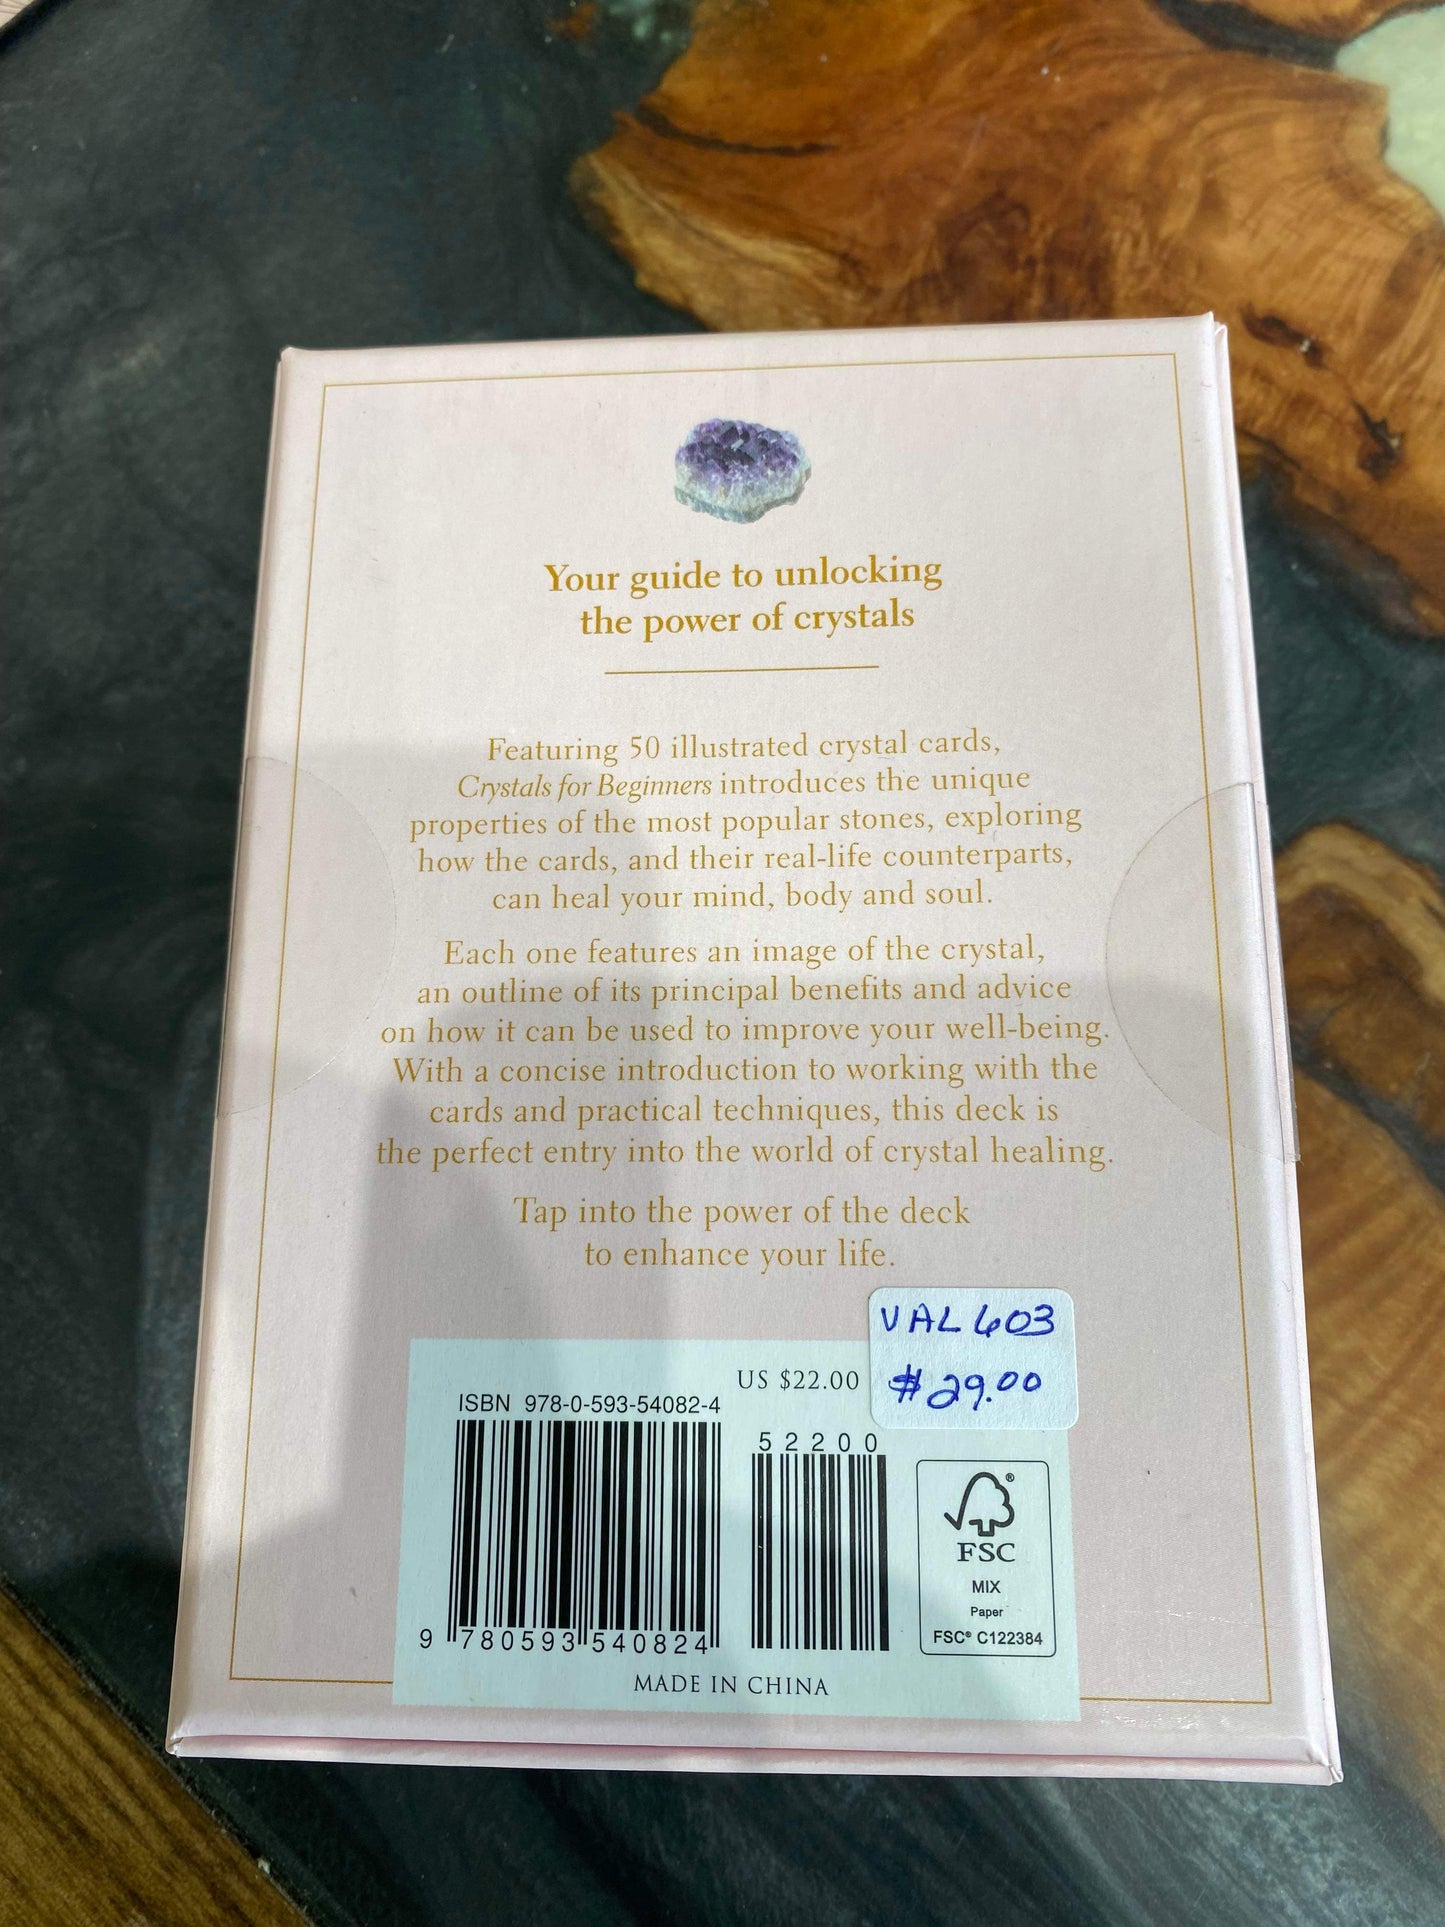 Your guide to unlocking
the power of crystals
Featuring 50 illustrated crystal cards,
Crystals for Beginners introduces the unique
properties of the most popular stones, exploring
how the cards, and their real-life counterparts,
can heal your mind, body and soul.
Each one features an image of the crystal,
an outline of its principal benefits and advice
on how it can be used to improve your well-being.
With a concise introduction to working with the
cards and practical techniques, this deck is
the perfect entry into the world of crystal healing.
Tap into the power of the deck
to enhance your life.
VAL 603
$29.00
US $22.00
ISBN 978-0-593-54082-4
52200
9 780593 540824
FSC
MIX
Paper
FSC® C122384
MADE IN CHINA